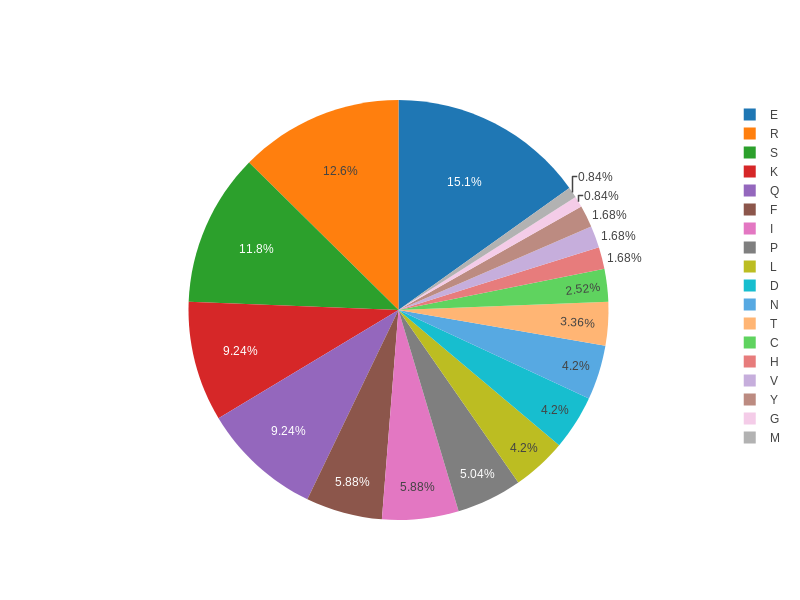 15.1%
0.84%
0.84%
1.68%
1.68%
1.68%
2.52%
3.36%
4.2%
4.2%
4.2%
5.04%
5.88%
5.88%
9.24%
9.24%
11.8%
12.6%
E
R
S
K
Q
F
I
P
L
D
N
T
C
H
V
Y
G
M